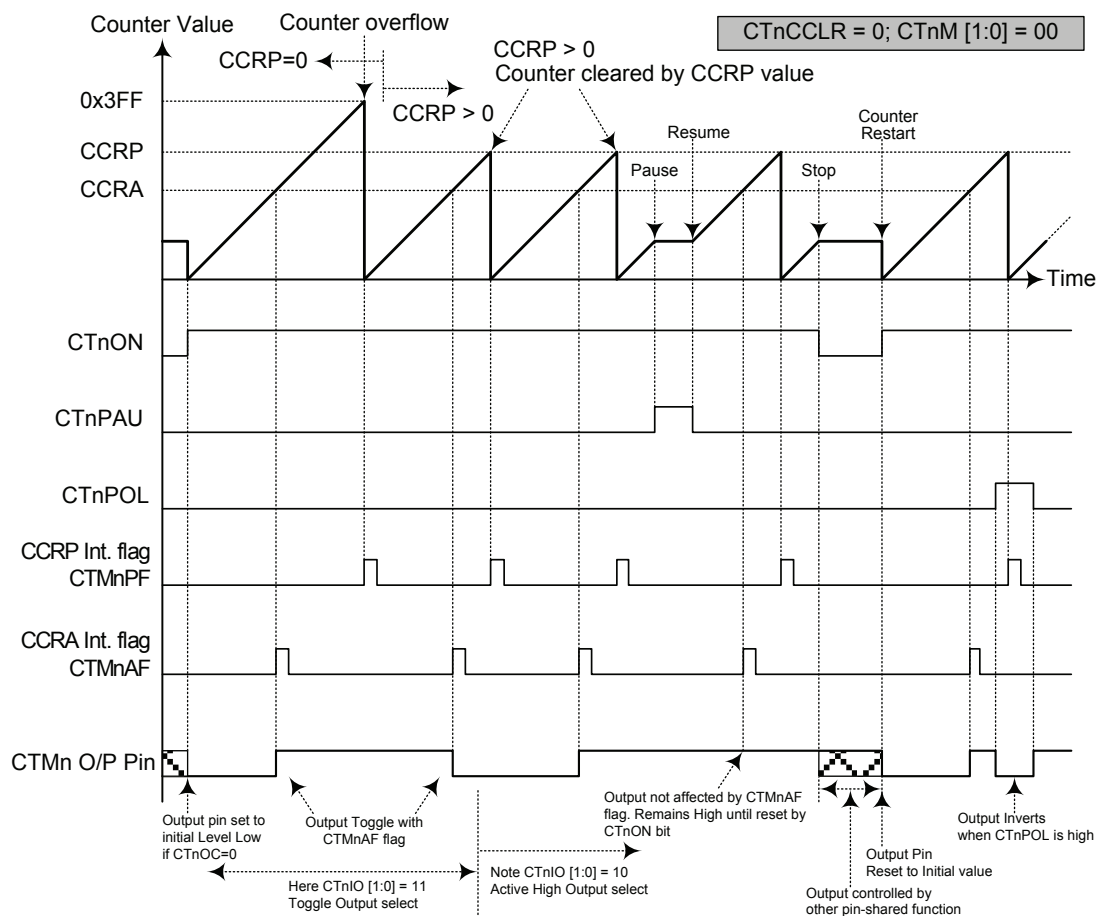 Counter Value
Counter overflow
CTnCCLR = 0; CTnM [1:0] = 00
CCRP=0
CCRP > 0
CCRP > 0
Counter cleared by CCRP value
0x3FF
CCRP
CCRA
Pause
Resume
Stop
Counter
Restart
Time
CTnON
CTnPAU
CTnPOL
CCRP Int. flag
CTMnPF
CCRA Int. flag
CTMnAF
CTMn O/P Pin
Output pin set to
initial Level Low
if CTnOC=0
Output Toggle with
CTMnAF flag
Output not affected by CTMnAF
flag. Remains High until reset by
CTnON bit
Output Inverts
when CTnPOL is high
Output Pin
Reset to Initial value
Here CTnIO [1:0] = 11
Toggle Output select
Note CTnIO [1:0] = 10
Active High Output select
Output controlled by
other pin-shared function